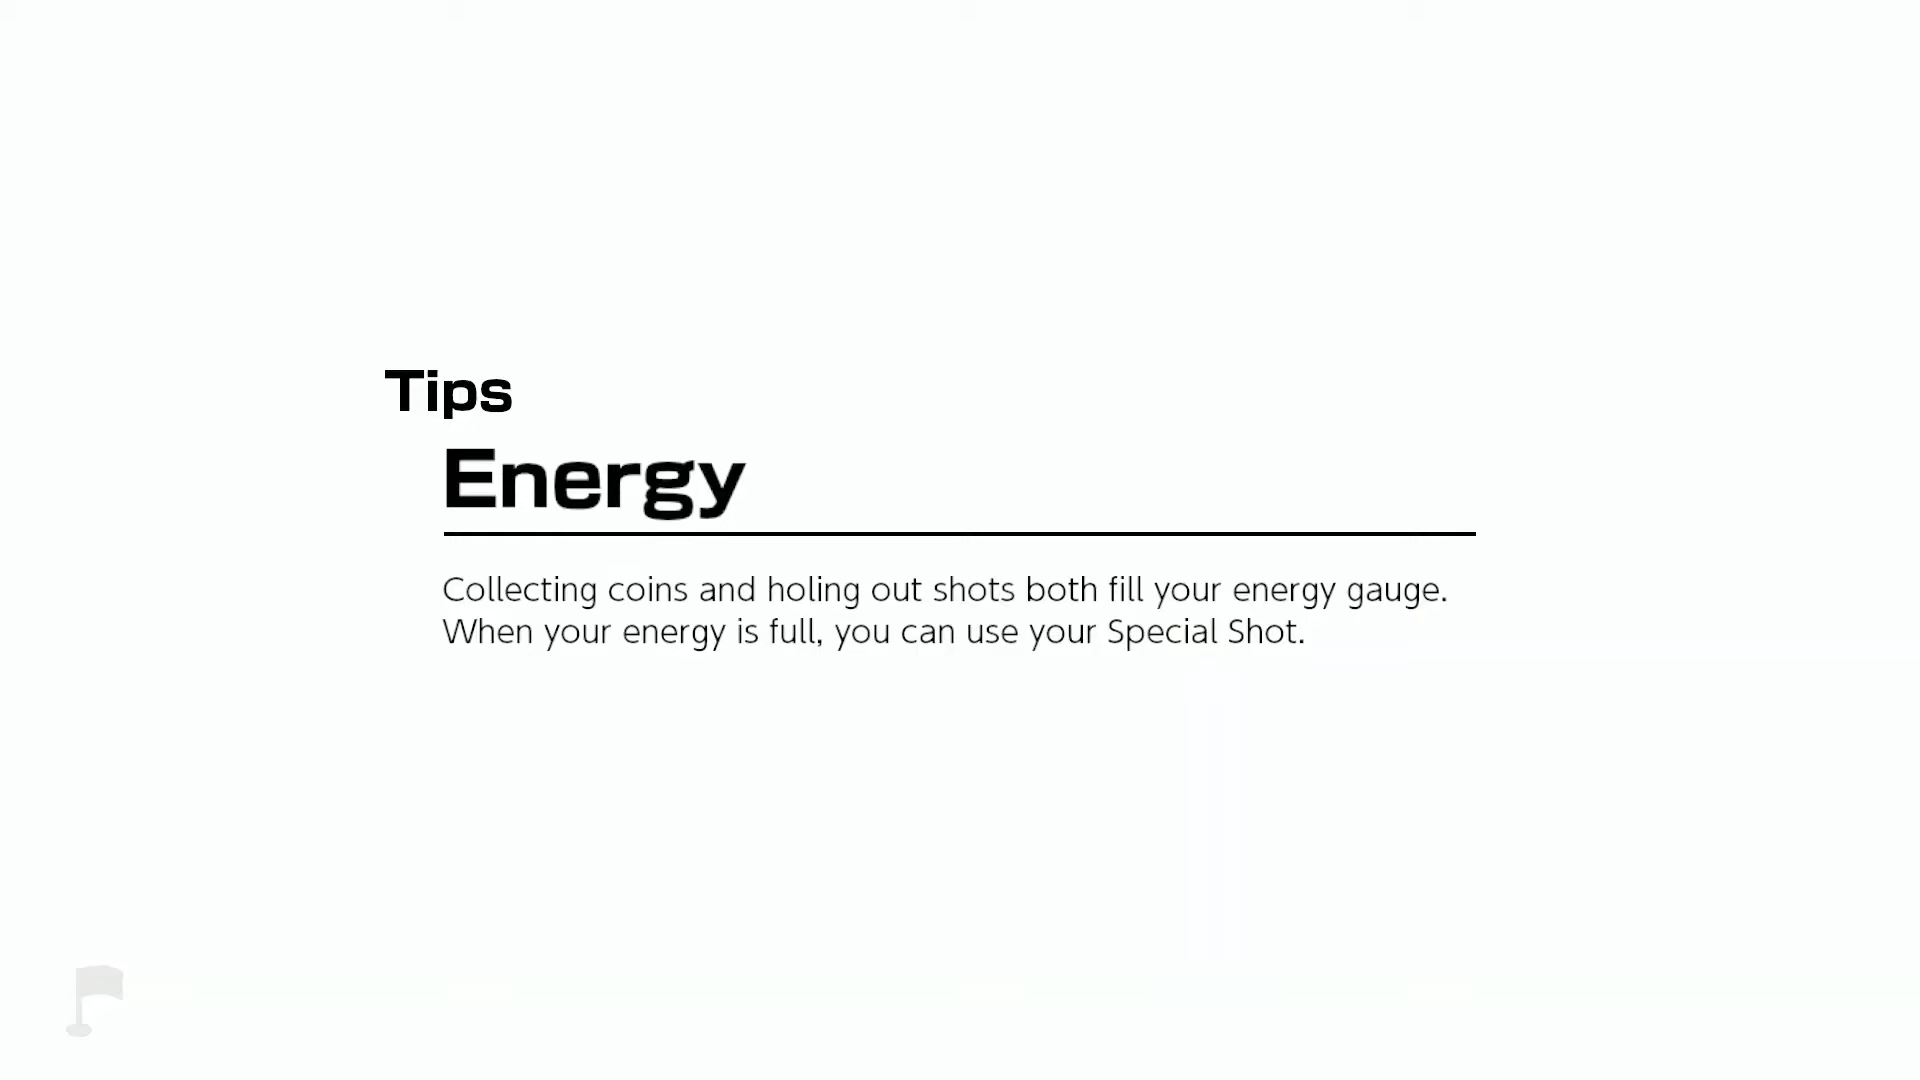 Tips
Energy
Collecting coins and holing out shots both fill your energy gauge.
When your energy is full, you can use your Special Shot.